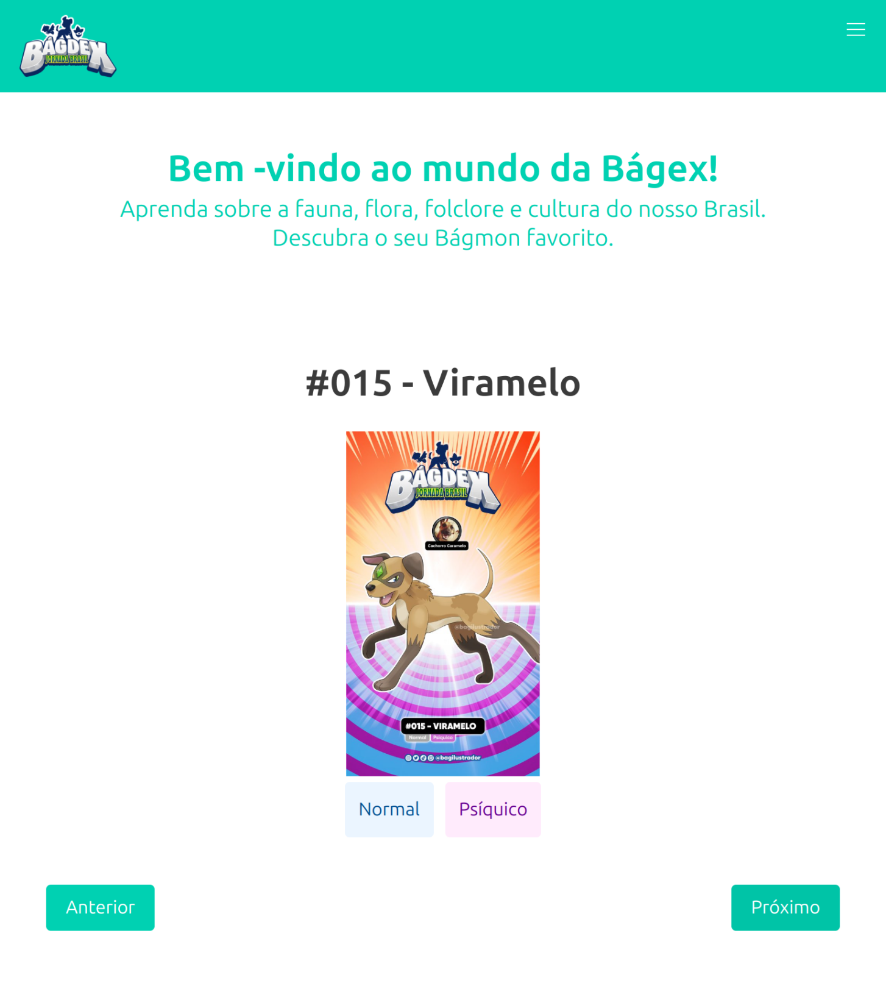 BÁGDEX
JORNADA BRASIL
Bem -vindo ao mundo da Bágex!
Aprenda sobre a fauna, flora, folclore e cultura do nosso Brasil.
Descubra o seu Bágmon favorito.
#015 - Viramelo
BÁGDEX
JORNADA BRASIL
Cachorro Caramelo
@bagilustrador
#015 - VIRAMELO
Normal Psíquico
@bagilustrador
Normal Psíquico
Anterior Próximo